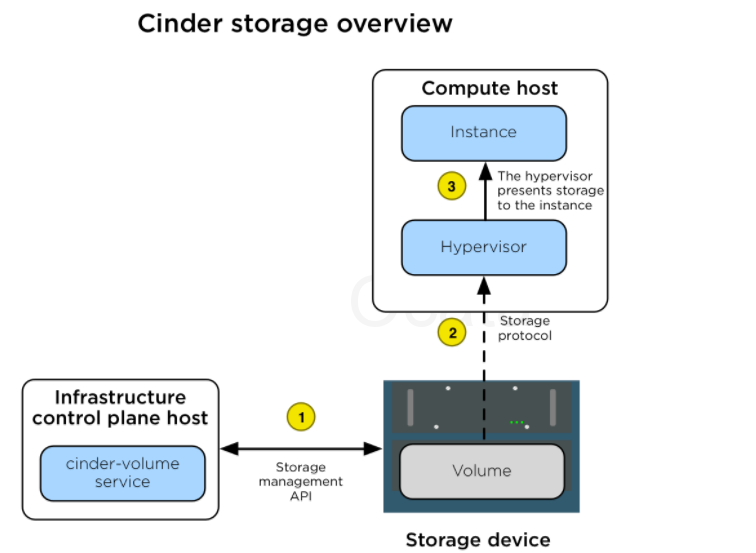 Cinder storage overview
Compute host
Instance
3
The hypervisor
presents storage
to the instance
Hypervisor
2
Storage
protocol
Infrastructure
control plane host
1
cinder-volume
service
Storage
management
API
Volume
Storage device